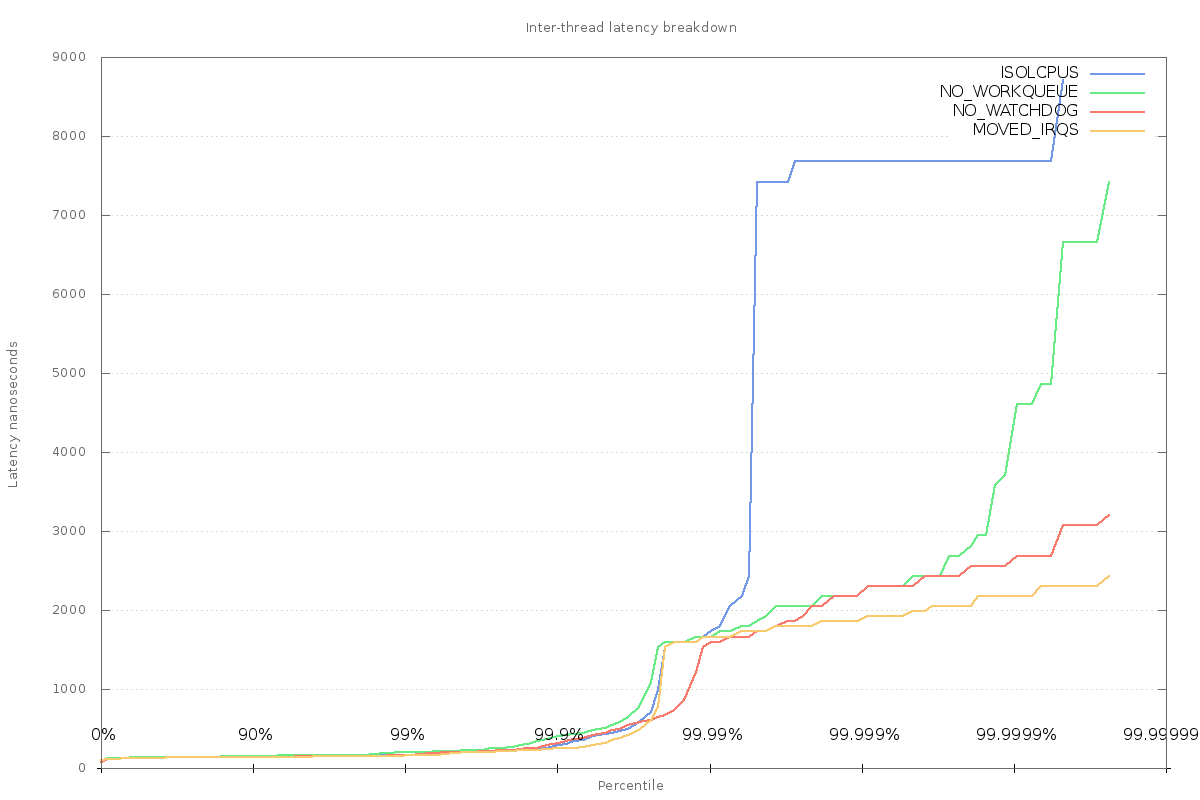 Inter-thread latency breakdown
9000
8000
7000
6000
5000
4000
3000
2000
1000
0
Latency nanoseconds
ISOLCPUS
NO_WORKQUEUE
NO_WATCHDOG
MOVED_IRQS
0% 90% 99% 99.9% 99.99% 99.999% 99.9999% 99.99999
Percentile